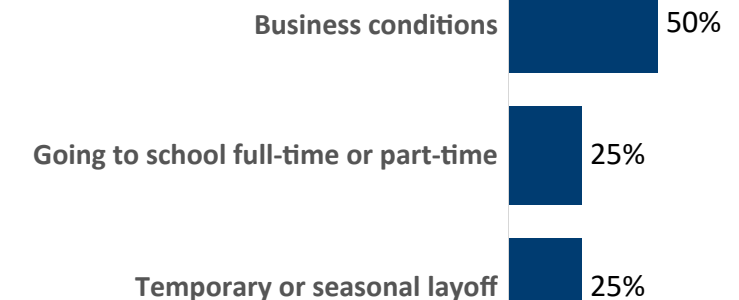 Business conditions 50%
Going to school full-time or part-time 25%
Temporary or seasonal layoff 25%